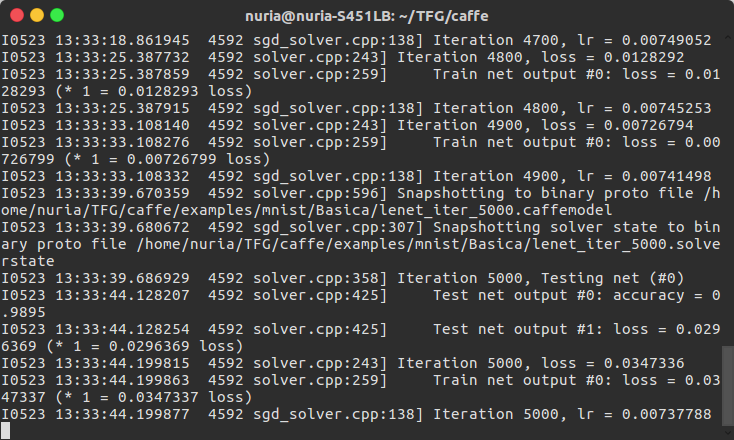 nuria@nuria-S451LB: ~/TFG/caffe
I0523 13:33:18.861945  4592 sgd_solver.cpp:138] Iteration 4700, lr = 0.00749052
I0523 13:33:25.387732  4592 solver.cpp:243] Iteration 4800, loss = 0.0128292
I0523 13:33:25.387859  4592 solver.cpp:259]     Train net output #0: loss = 0.01
28293 (* 1 = 0.0128293 loss)
I0523 13:33:25.387915  4592 sgd_solver.cpp:138] Iteration 4800, lr = 0.00745253
I0523 13:33:33.108140  4592 solver.cpp:243] Iteration 4900, loss = 0.00726794
I0523 13:33:33.108276  4592 solver.cpp:259]     Train net output #0: loss = 0.00
726799 (* 1 = 0.00726799 loss)
I0523 13:33:33.108332  4592 sgd_solver.cpp:138] Iteration 4900, lr = 0.00741498
I0523 13:33:39.670359  4592 solver.cpp:596] Snapshotting to binary proto file /h
ome/nuria/TFG/caffe/examples/mnist/Basica/lenet_iter_5000.caffemodel
I0523 13:33:39.680672  4592 sgd_solver.cpp:307] Snapshotting solver state to bin
ary proto file /home/nuria/TFG/caffe/examples/mnist/Basica/lenet_iter_5000.solve
rstate
I0523 13:33:39.686929  4592 solver.cpp:358] Iteration 5000, Testing net (#0)
I0523 13:33:44.128207  4592 solver.cpp:425]     Test net output #0: accuracy = 0
.9895
I0523 13:33:44.128254  4592 solver.cpp:425]     Test net output #1: loss = 0.029
6369 (* 1 = 0.0296369 loss)
I0523 13:33:44.199815  4592 solver.cpp:243] Iteration 5000, loss = 0.0347336
I0523 13:33:44.199863  4592 solver.cpp:259]     Train net output #0: loss = 0.03
47337 (* 1 = 0.0347337 loss)
I0523 13:33:44.199877  4592 sgd_solver.cpp:138] Iteration 5000, lr = 0.00737788